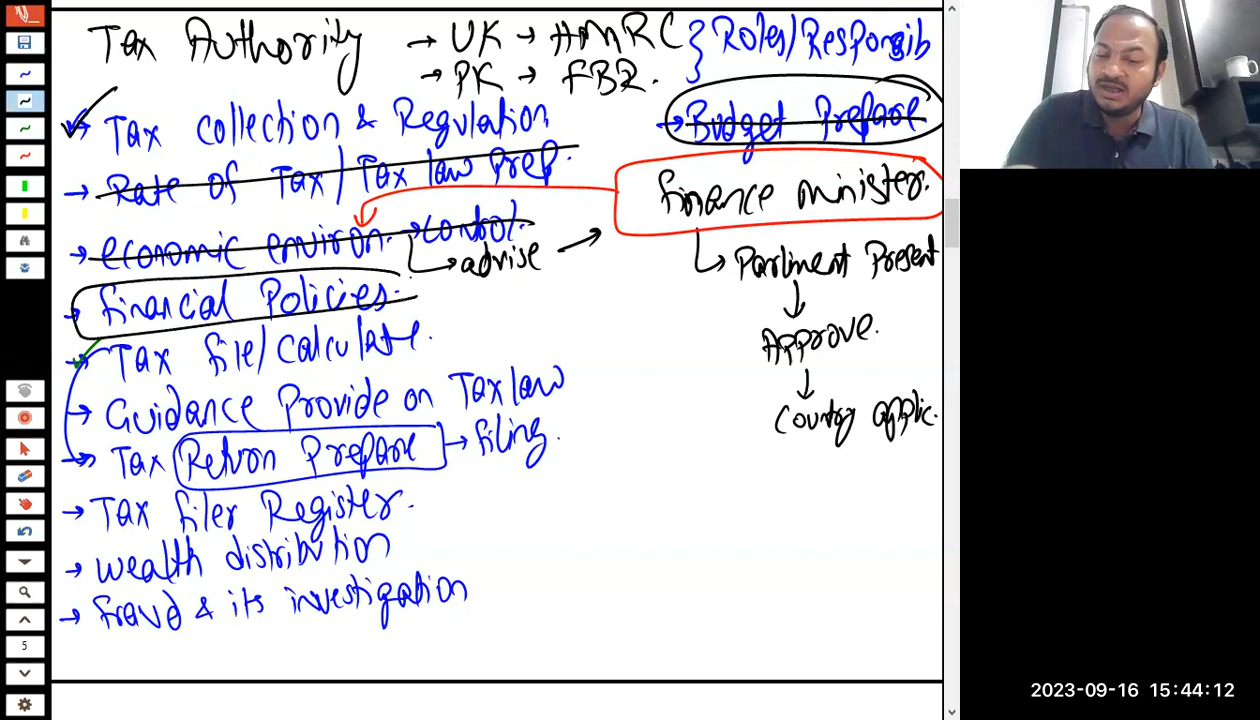 Tax Authority → UK → HMRC } Roles/Responsib
→ PK → FBR.
→ Tax collection & Regulation
→ Budget Prepare
→ Rate of Tax/Tax law Prep.
Finance minister.
→ economic environ. → control.
→ advise →
→ Parliment Present
→ Financial Policies.
Approve.
→ Tax file/calculate.
→ Guidance Provide on Tax law
Country applic.
→ Tax Return Prepare → filing.
→ Tax filer Register.
→ wealth distribution
→ fraud & its investigation
5
2023-09-16 15:44:12